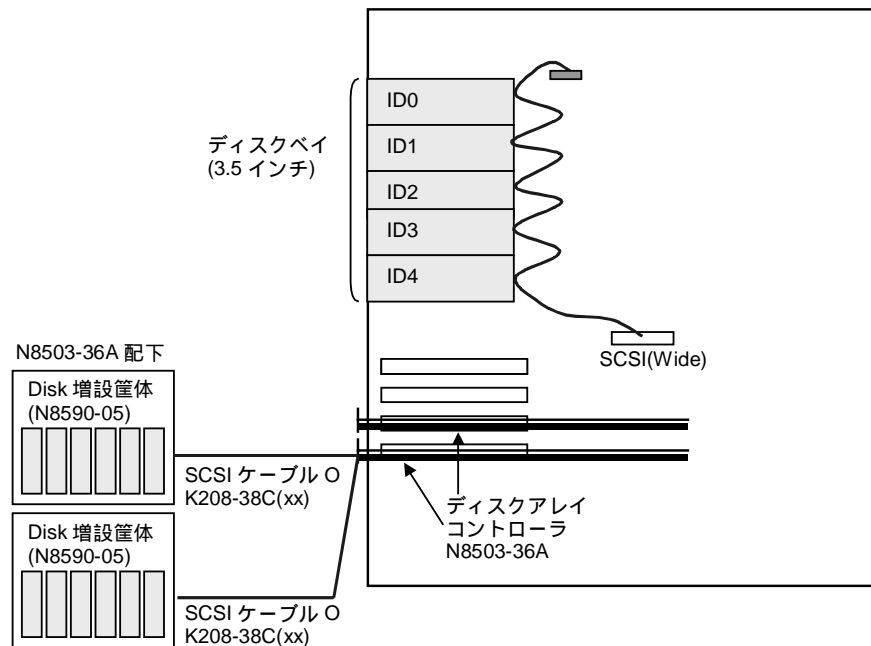 ID0
ID1
ID2
ID3
ID4
ディスクベイ
(3.5 インチ)
SCSI(Wide)
N8503-36A 配下
Disk 増設筐体
(N8590-05)
SCSI ケーブル O
K208-38C(xx)
ディスクアレイ
コントローラ
N8503-36A
Disk 増設筐体
(N8590-05)
SCSI ケーブル O
K208-38C(xx)